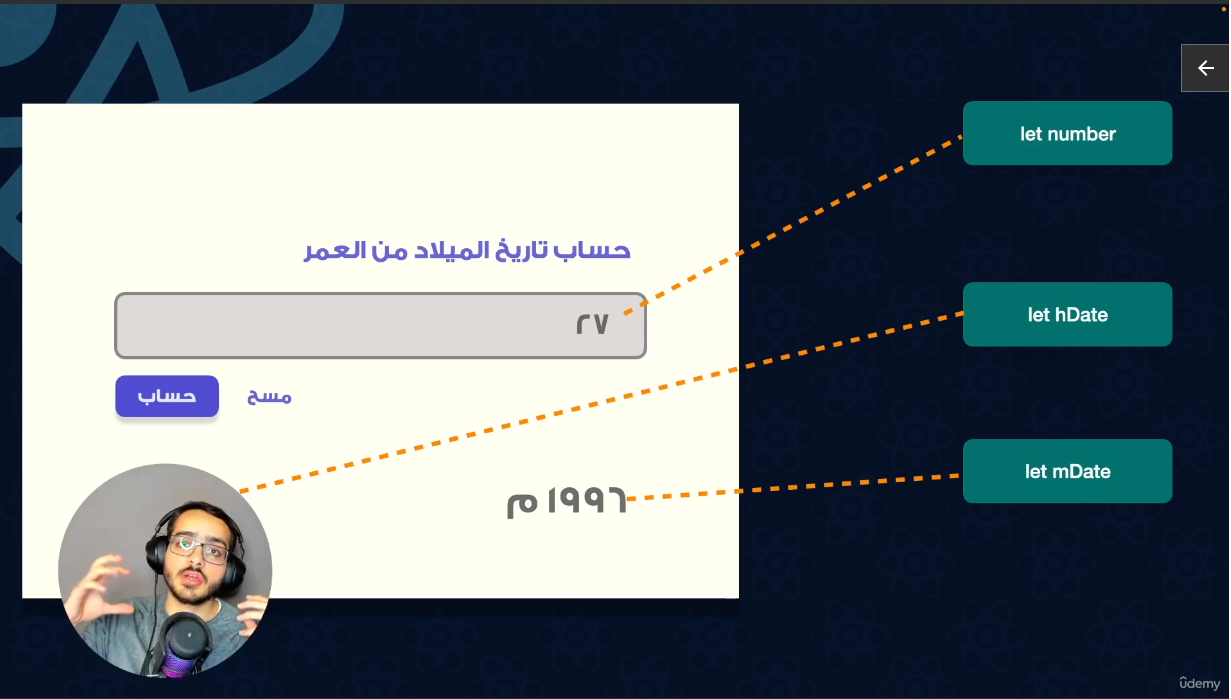 let number
حساب تاريخ الميلاد من العمر
٢٧
let hDate
حساب
مسح
let mDate
١٩٩٦ م
ûdemy